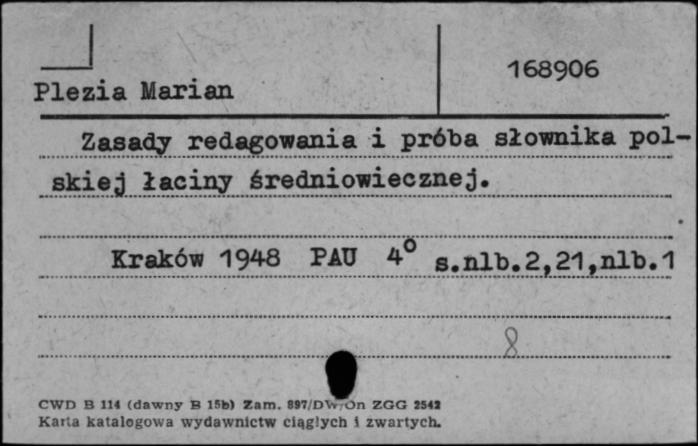 168906
Plezia Marian
Zasady redagowania i próba słownika pol-
skiej łaciny średniowiecznej.
Kraków 1948 PAU 4⁰ s.nlb.2,21,nlb.1
8
CWD B 114 (dawny B 15b) Zam. 897/DW/On ZGG 2542
Karta katalogowa wydawnictw ciągłych i zwartych.